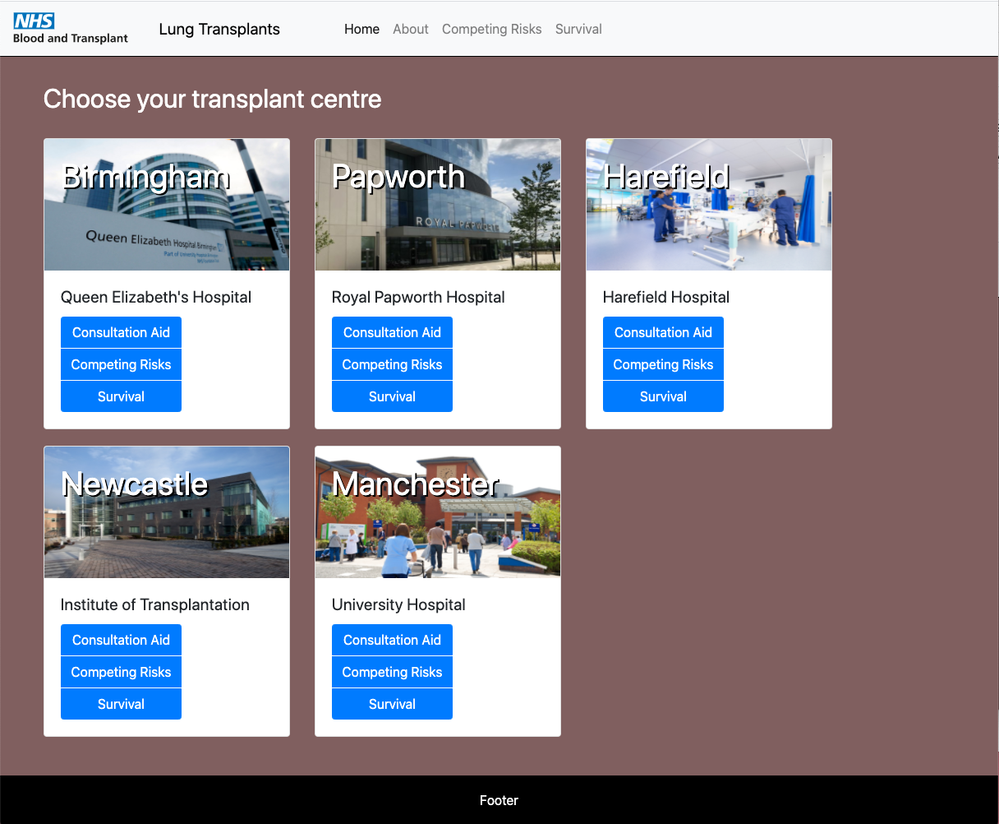 NHS
Blood and Transplant
Lung Transplants
Home About Competing Risks Survival
Choose your transplant centre
Birmingham
Queen Elizabeth Hospital Birmingham
Queen Elizabeth's Hospital
Consultation Aid
Competing Risks
Survival
Papworth
ROYAL PAPWORTH
Royal Papworth Hospital
Consultation Aid
Competing Risks
Survival
Harefield
Harefield Hospital
Consultation Aid
Competing Risks
Survival
Newcastle
Institute of Transplantation
Consultation Aid
Competing Risks
Survival
Manchester
University Hospital
Consultation Aid
Competing Risks
Survival
Footer